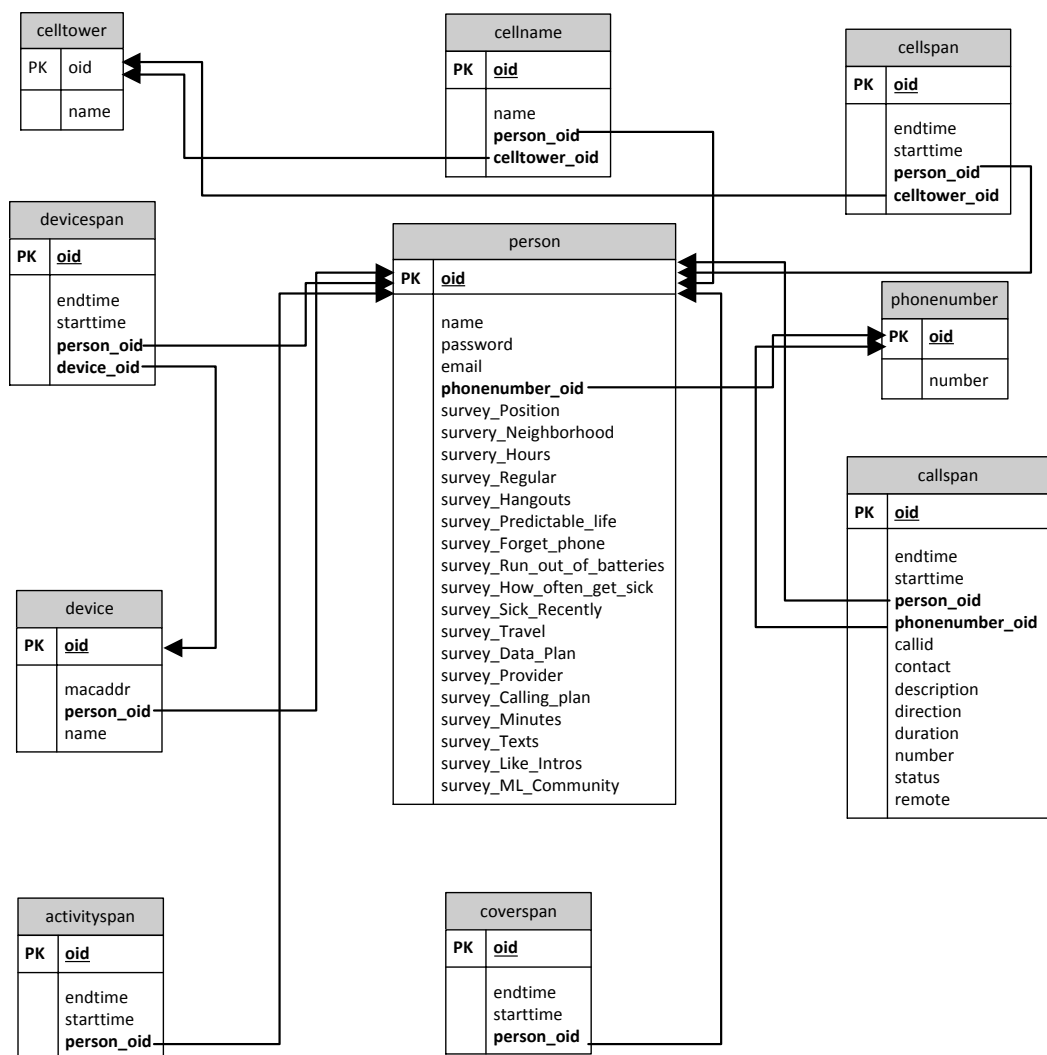 celltower
PK oid
name
cellname
PK oid
name
person_oid
celltower_oid
cellspan
PK oid
endtime
starttime
person_oid
celltower_oid
devicespan
PK oid
endtime
starttime
person_oid
device_oid
person
PK oid
name
password
email
phonenumber_oid
survey_Position
survery_Neighborhood
survery_Hours
survey_Regular
survey_Hangouts
survey_Predictable_life
survey_Forget_phone
survey_Run_out_of_batteries
survey_How_often_get_sick
survey_Sick_Recently
survey_Travel
survey_Data_Plan
survey_Provider
survey_Calling_plan
survey_Minutes
survey_Texts
survey_Like_Intros
survey_ML_Community
phonenumber
PK oid
number
callspan
PK oid
endtime
starttime
person_oid
phonenumber_oid
callid
contact
description
direction
duration
number
status
remote
device
PK oid
macaddr
person_oid
name
activityspan
PK oid
endtime
starttime
person_oid
coverspan
PK oid
endtime
starttime
person_oid